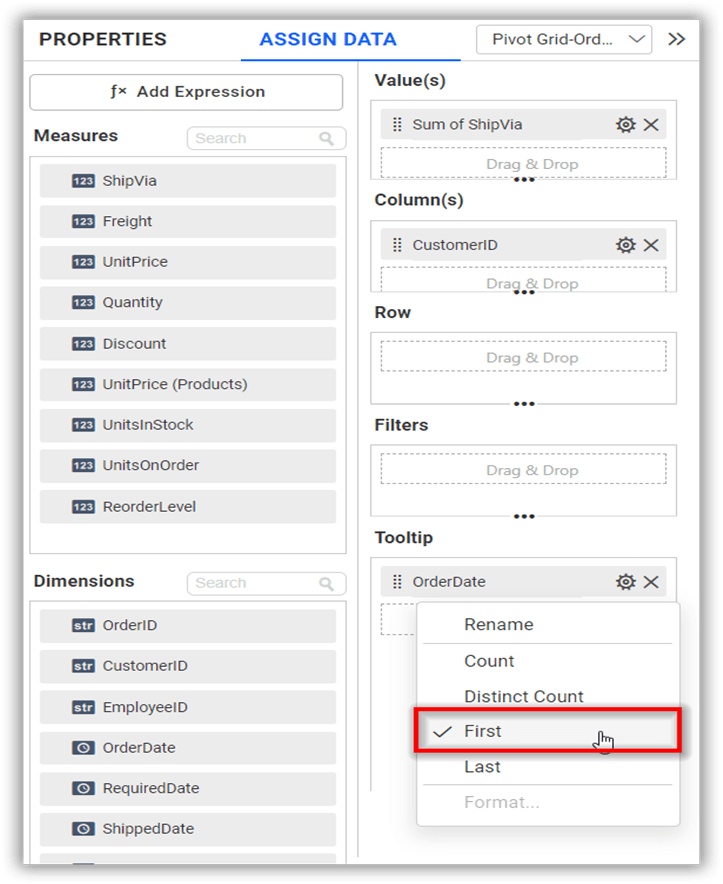 PROPERTIES
ASSIGN DATA
Pivot Grid-Ord...
ƒ× Add Expression
Measures
Search
123 ShipVia
123 Freight
123 UnitPrice
123 Quantity
123 Discount
123 UnitPrice (Products)
123 UnitsInStock
123 UnitsOnOrder
123 ReorderLevel
Dimensions
Search
str OrderID
str CustomerID
str EmployeeID
OrderDate
RequiredDate
ShippedDate
Value(s)
Sum of ShipVia
Drag & Drop
Column(s)
CustomerID
Drag & Drop
Row
Drag & Drop
Filters
Drag & Drop
Tooltip
OrderDate
Rename
Count
Distinct Count
First
Last
Format...